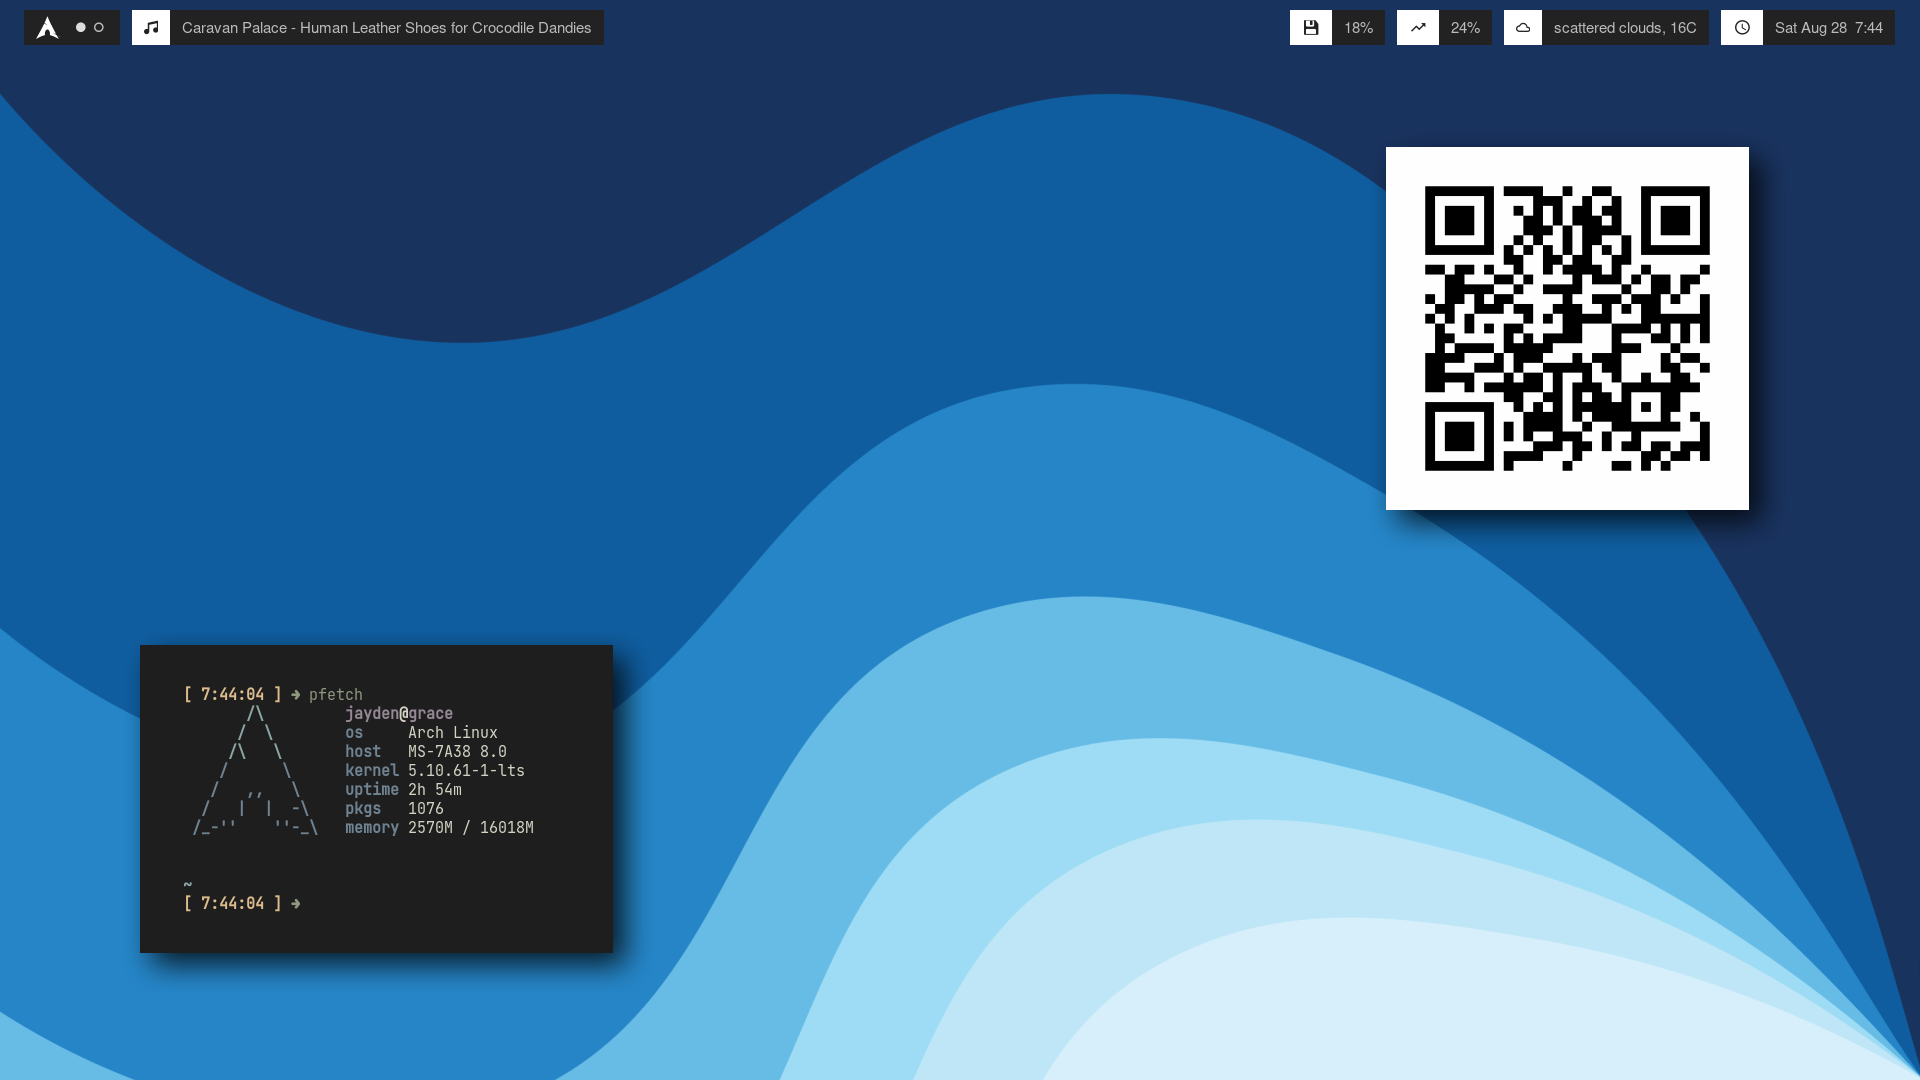 Caravan Palace - Human Leather Shoes for Crocodile Dandies
18%
24%
scattered clouds, 16C
Sat Aug 28  7:44
[ 7:44:04 ] → pfetch
jayden@grace
os Arch Linux
host MS-7A38 8.0
kernel 5.10.61-1-lts
uptime 2h 54m
pkgs 1076
memory 2570M / 16018M
~
[ 7:44:04 ] →